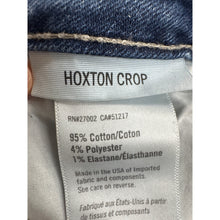 HOXTON CROP
RN#27002 CA#51217
95% Cotton/Coton
4% Polyester
1% Elastane/Élasthanne
Made in the USA of Imported
fabric and components.
See care on reverse.
Fabriqué aux États-Unis à partir
de tissus et composants